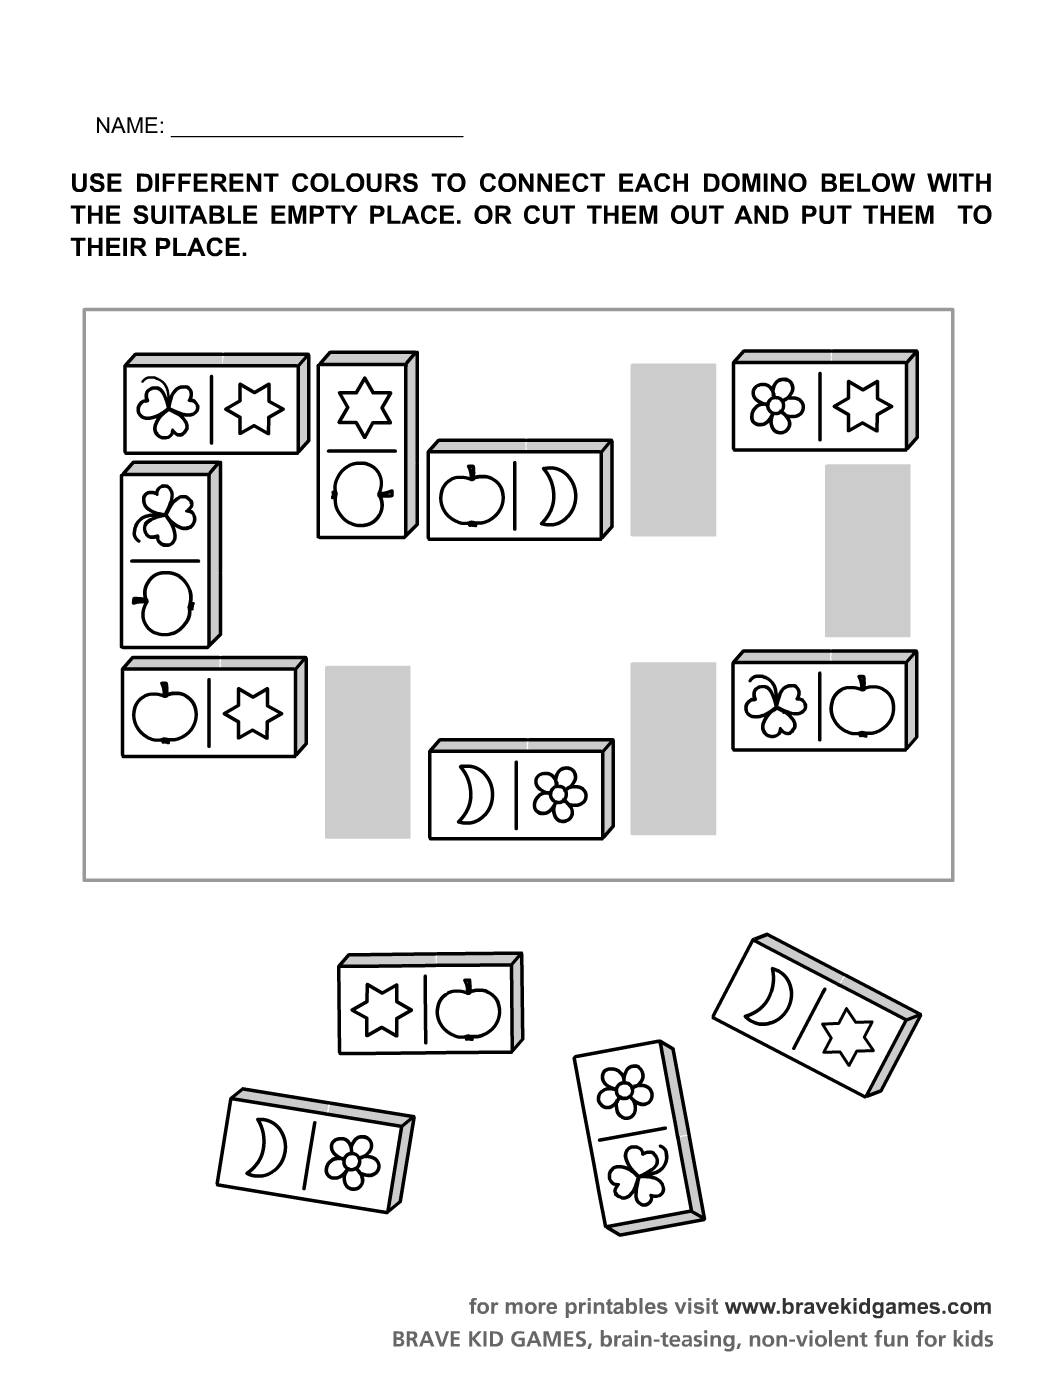 NAME: ________________________
USE DIFFERENT COLOURS TO CONNECT EACH DOMINO BELOW WITH
THE SUITABLE EMPTY PLACE. OR CUT THEM OUT AND PUT THEM TO
THEIR PLACE.
for more printables visit www.bravekidgames.com
BRAVE KID GAMES, brain-teasing, non-violent fun for kids